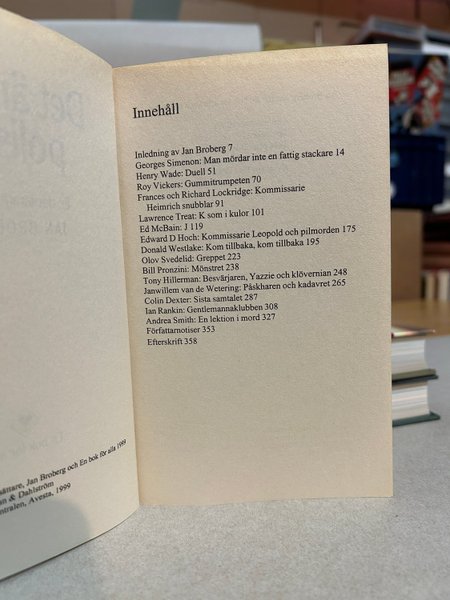 Innehåll
Inledning av Jan Broberg 7
Georges Simenon: Man mördar inte en fattig stackare 14
Henry Wade: Duell 51
Roy Vickers: Gummitrumpeten 70
Frances och Richard Lockridge: Kommissarie
Heimrich snubblar 91
Lawrence Treat: K som i kulor 101
Ed McBain: J 119
Edward D Hoch: Kommissarie Leopold och pilmorden 175
Donald Westlake: Kom tillbaka, kom tillbaka 195
Olov Svedelid: Greppet 223
Bill Pronzini: Mönstret 238
Tony Hillerman: Besvärjaren, Yazzie och klövernian 248
Janwillem van de Wetering: Påskharen och kadavret 265
Colin Dexter: Sista samtalet 287
Ian Rankin: Gentlemannaklubben 308
Andrea Smith: En lektion i mord 327
Författarnotiser 353
Efterskrift 358
Jan Broberg och En bok för alla 1999
& Dahlström
Avesta, 1999